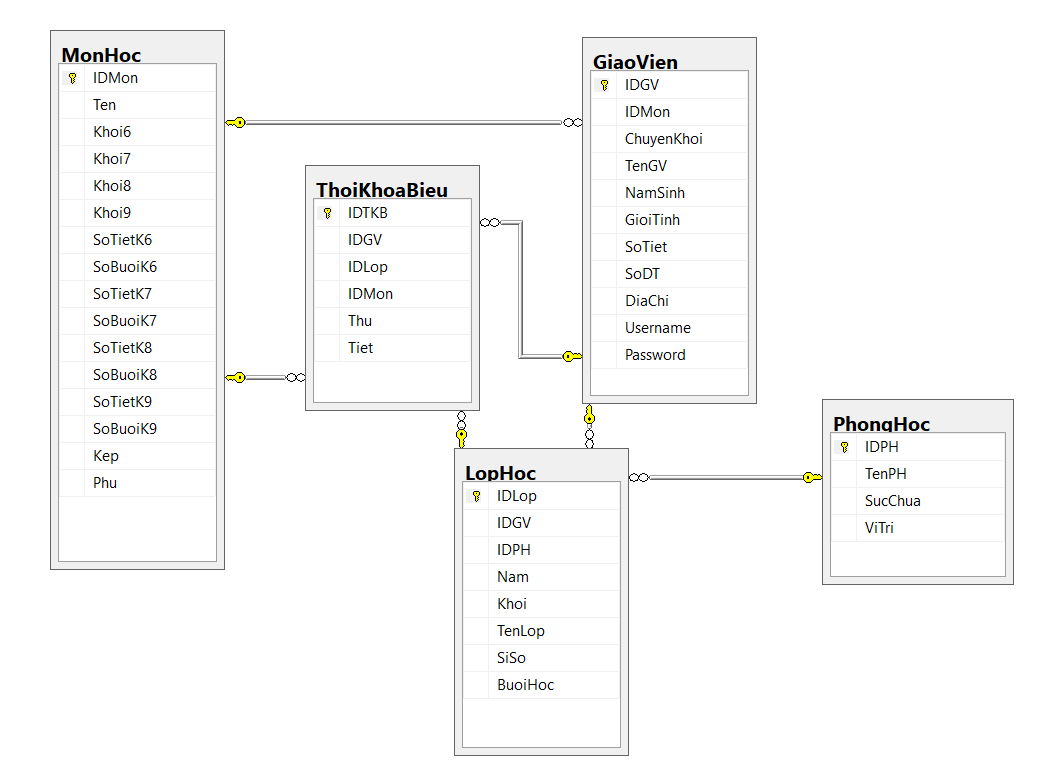 MonHoc
IDMon
Ten
Khoi6
Khoi7
Khoi8
Khoi9
SoTietK6
SoBuoiK6
SoTietK7
SoBuoiK7
SoTietK8
SoBuoiK8
SoTietK9
SoBuoiK9
Kep
Phu
ThoiKhoaBieu
IDTKB
IDGV
IDLop
IDMon
Thu
Tiet
GiaoVien
IDGV
IDMon
ChuyenKhoi
TenGV
NamSinh
GioiTinh
SoTiet
SoDT
DiaChi
Username
Password
LopHoc
IDLop
IDGV
IDPH
Nam
Khoi
TenLop
SiSo
BuoiHoc
PhongHoc
IDPH
TenPH
SucChua
ViTri